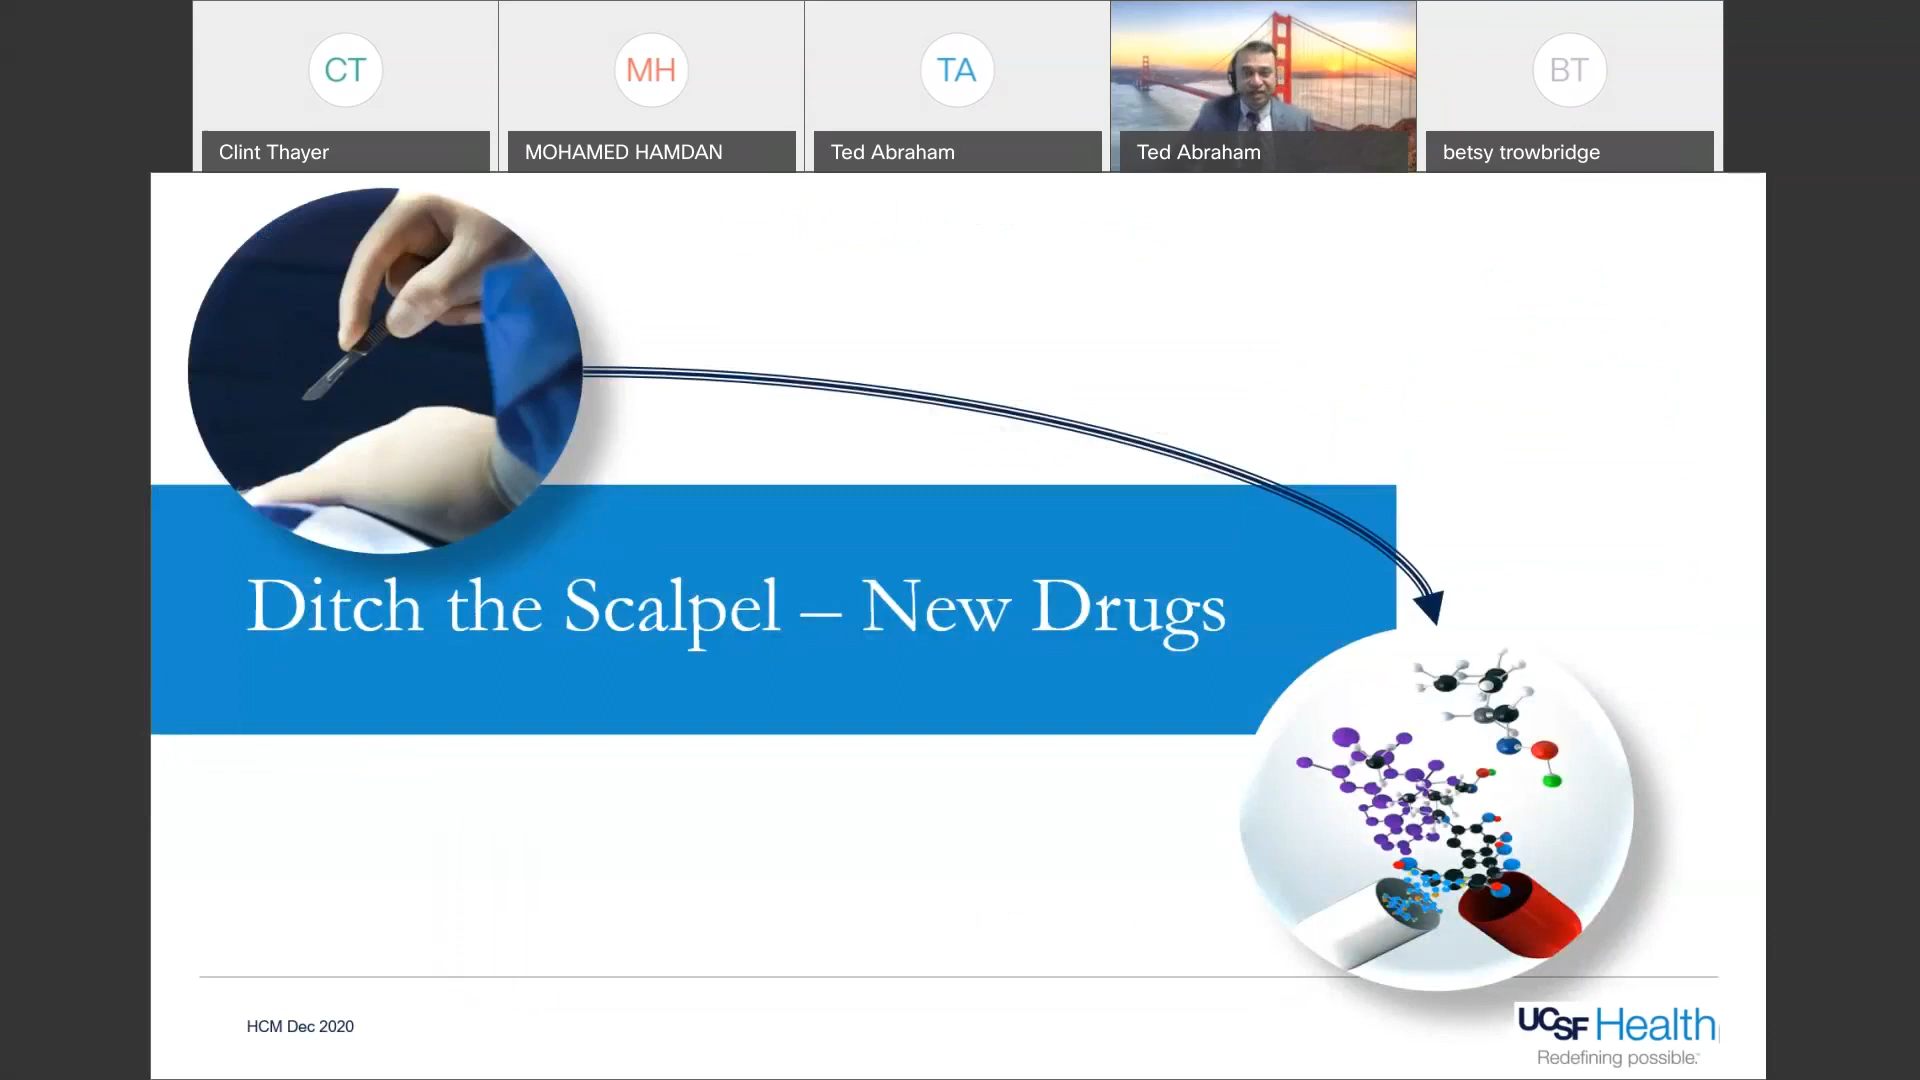 CT
MH
TA
BT
Clint Thayer
MOHAMED HAMDAN
Ted Abraham
Ted Abraham
betsy trowbridge
Ditch the Scalpel – New Drugs
HCM Dec 2020
UCSF Health
Redefining possible.™